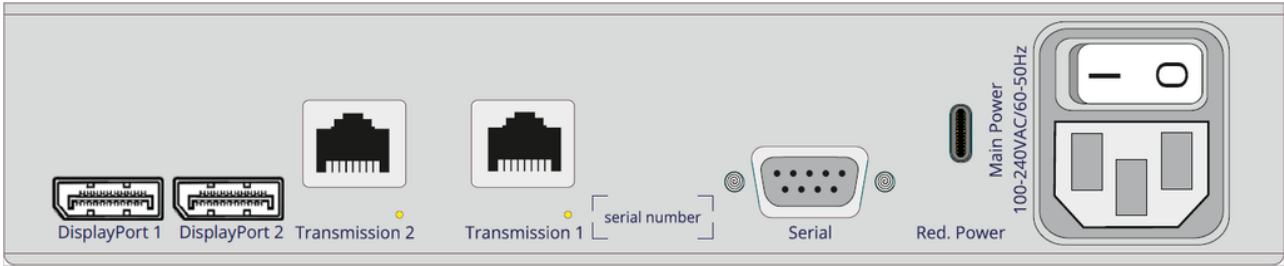 DisplayPort 1
DisplayPort 2
Transmission 2
Transmission 1
serial number
Serial
Red. Power
Main Power
100-240VAC/60-50Hz